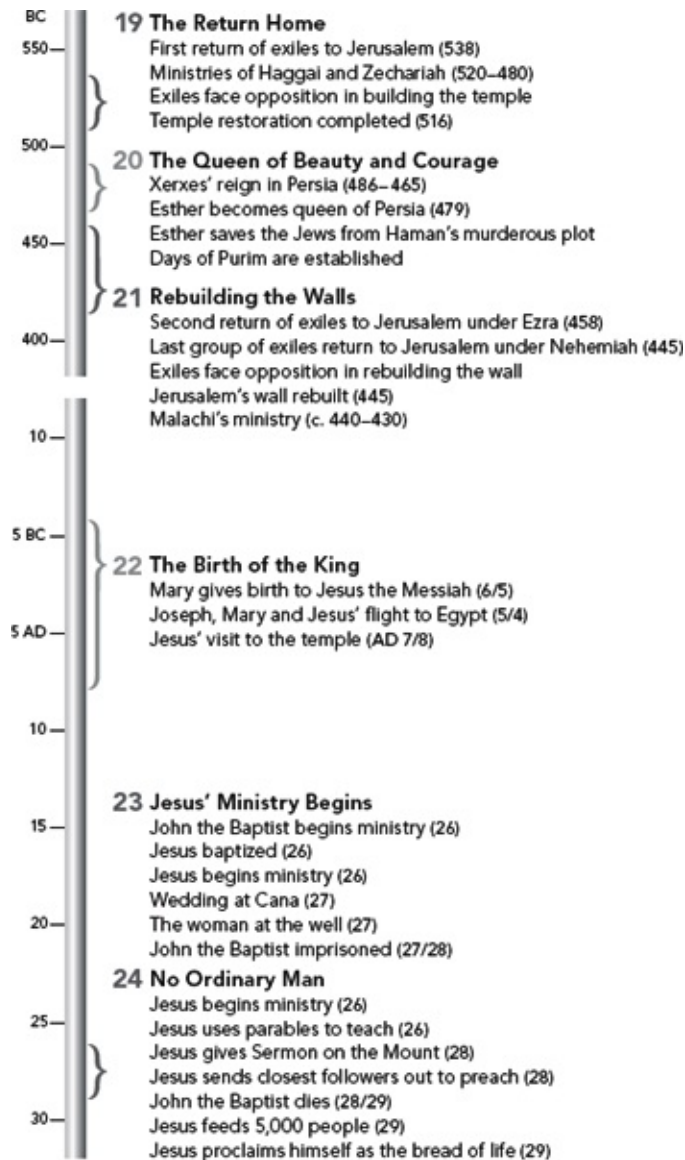 BC
19 The Return Home
550
First return of exiles to Jerusalem (538)
Ministries of Haggai and Zechariah (520–480)
Exiles face opposition in building the temple
Temple restoration completed (516)
500
20 The Queen of Beauty and Courage
Xerxes' reign in Persia (486–465)
Esther becomes queen of Persia (479)
450
Esther saves the Jews from Haman's murderous plot
Days of Purim are established
21 Rebuilding the Walls
Second return of exiles to Jerusalem under Ezra (458)
400
Last group of exiles return to Jerusalem under Nehemiah (445)
Exiles face opposition in rebuilding the wall
Jerusalem's wall rebuilt (445)
Malachi's ministry (c. 440–430)
10
5 BC
22 The Birth of the King
Mary gives birth to Jesus the Messiah (6/5)
Joseph, Mary and Jesus' flight to Egypt (5/4)
5 AD
Jesus' visit to the temple (AD 7/8)
10
23 Jesus' Ministry Begins
15
John the Baptist begins ministry (26)
Jesus baptized (26)
Jesus begins ministry (26)
Wedding at Cana (27)
20
The woman at the well (27)
John the Baptist imprisoned (27/28)
24 No Ordinary Man
Jesus begins ministry (26)
25
Jesus uses parables to teach (26)
Jesus gives Sermon on the Mount (28)
Jesus sends closest followers out to preach (28)
John the Baptist dies (28/29)
30
Jesus feeds 5,000 people (29)
Jesus proclaims himself as the bread of life (29)